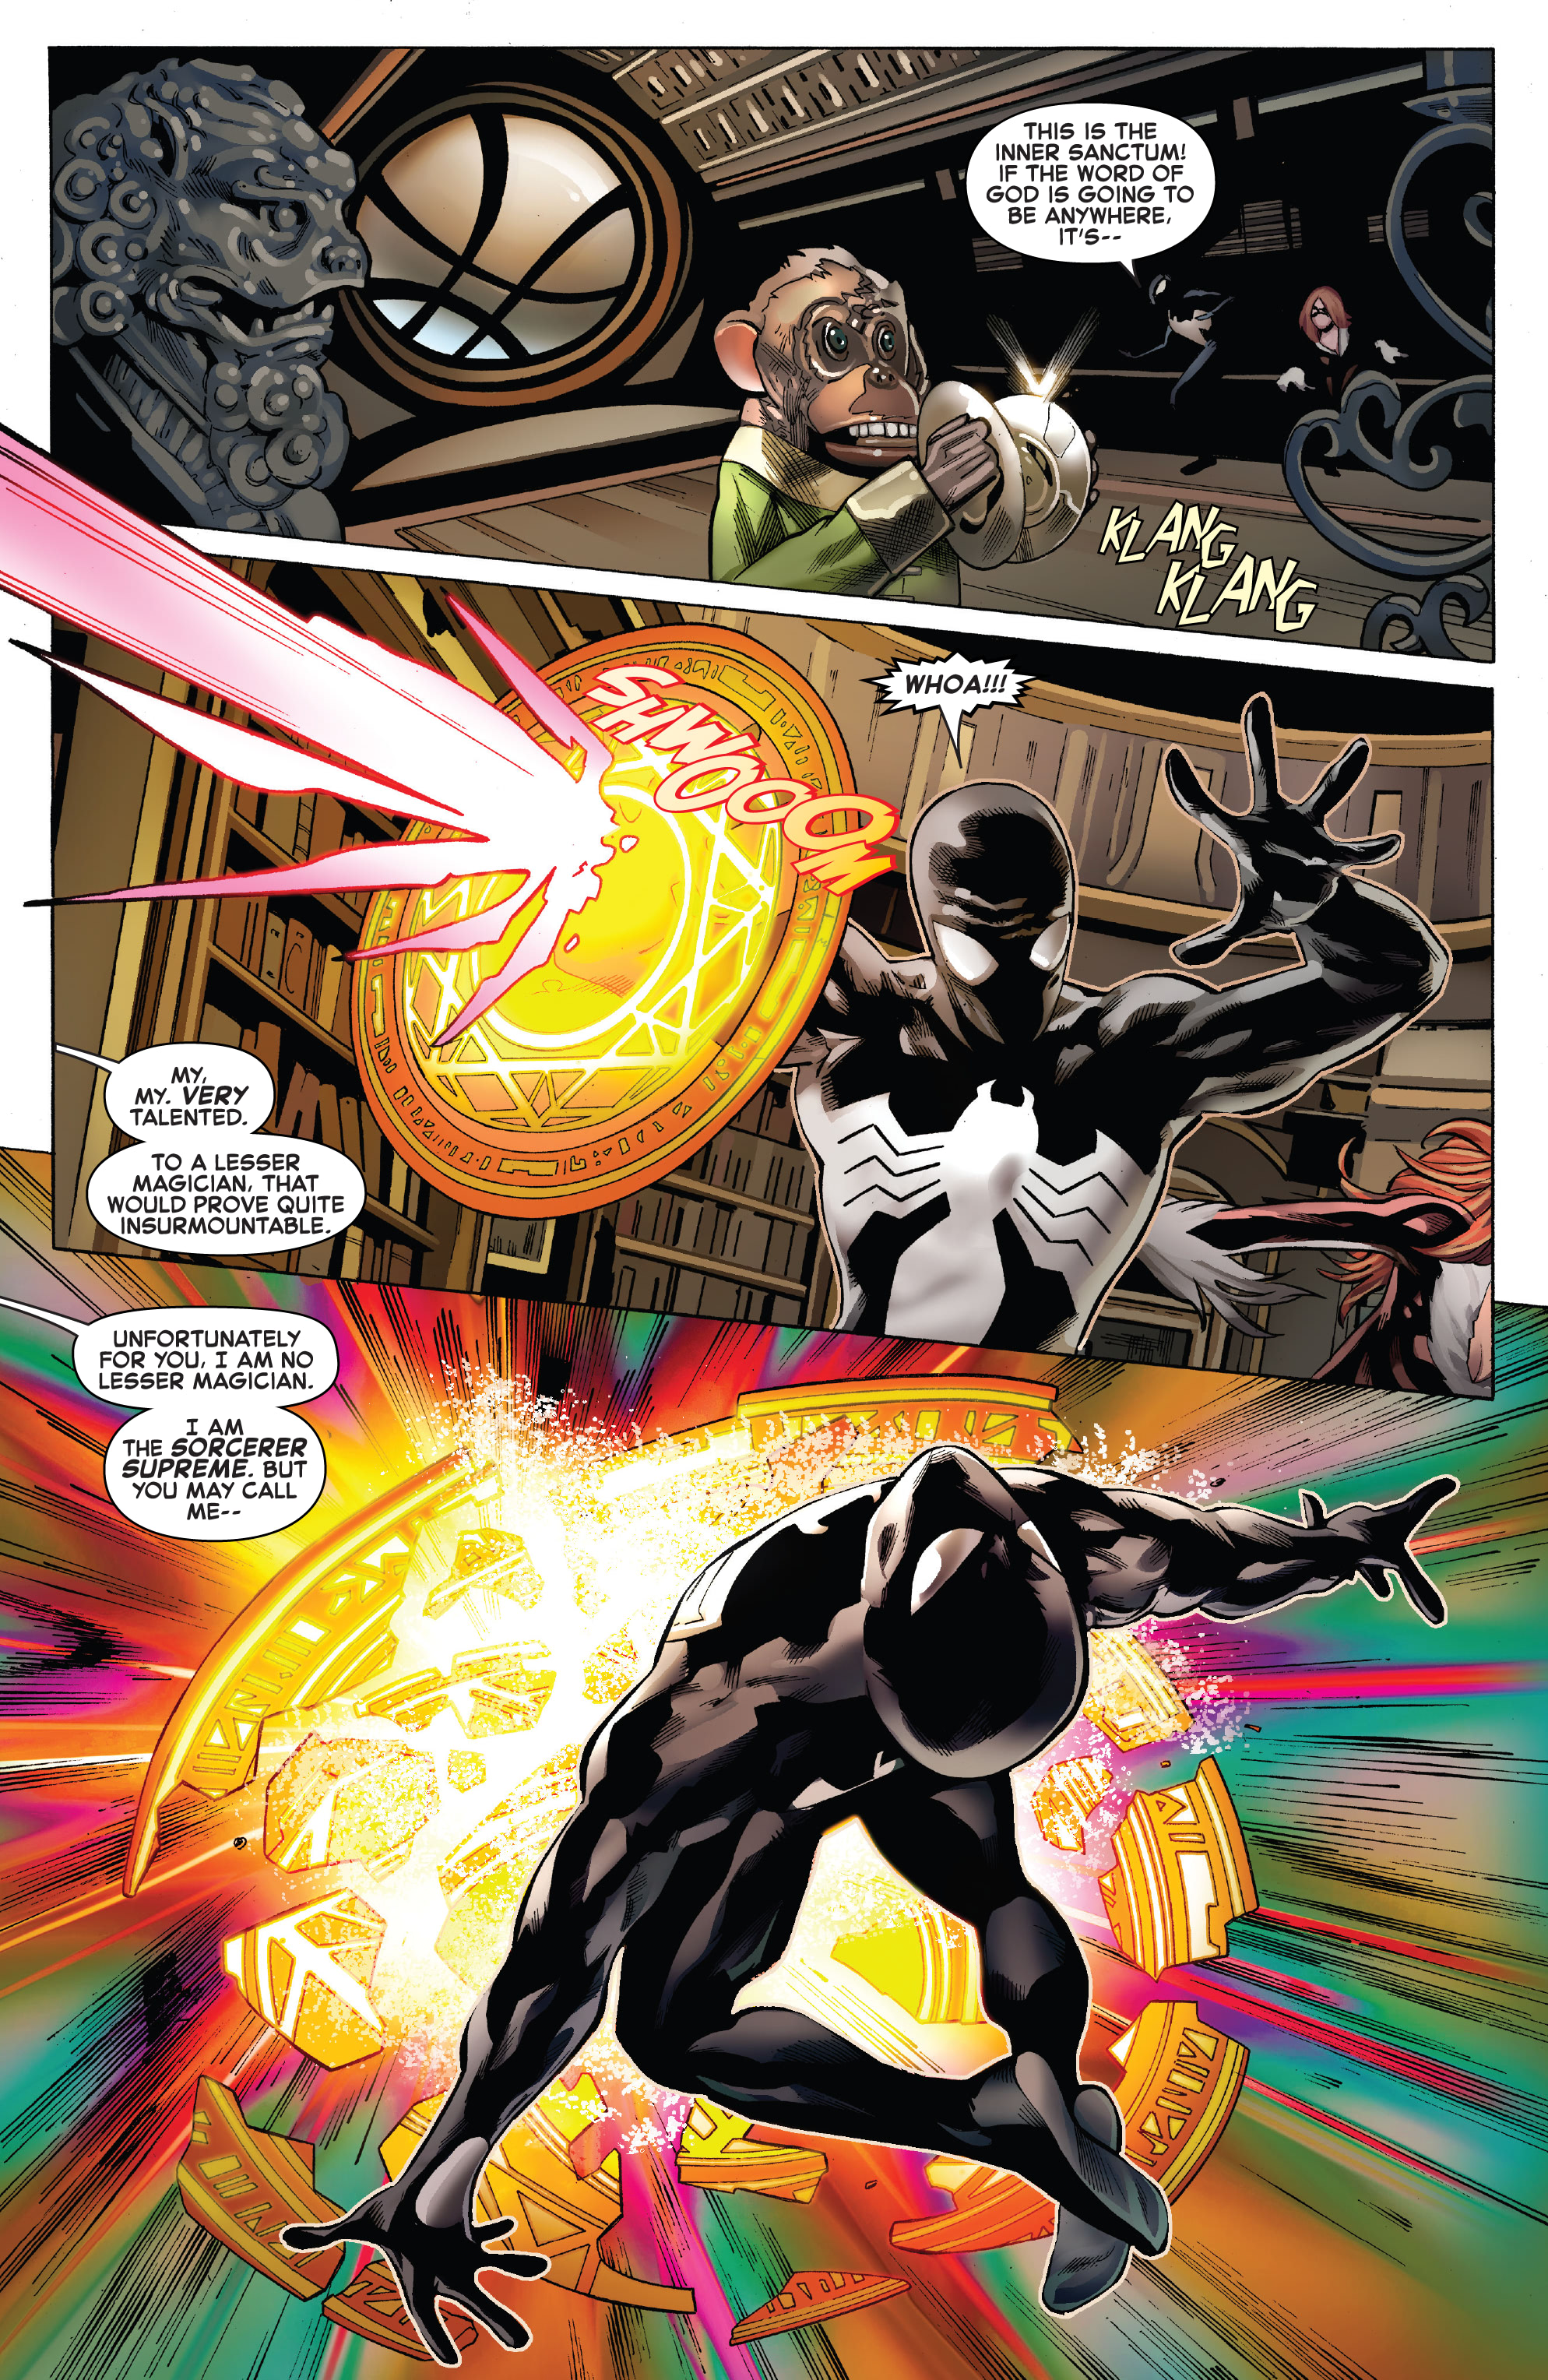 THIS IS THE
INNER SANCTUM!
IF THE WORD OF
GOD IS GOING TO
BE ANYWHERE,
IT'S--
KLANG
KLANG
WHOA!!!
SHWOOOM
MY,
MY. VERY
TALENTED.
TO A LESSER
MAGICIAN, THAT
WOULD PROVE QUITE
INSURMOUNTABLE.
UNFORTUNATELY
FOR YOU, I AM NO
LESSER MAGICIAN.
I AM
THE SORCERER
SUPREME. BUT
YOU MAY CALL
ME--